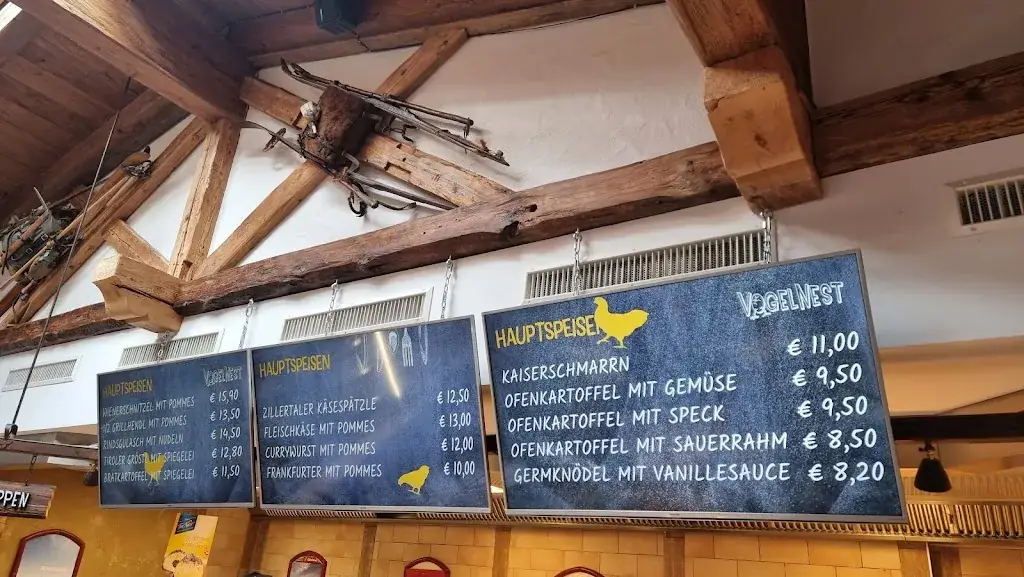 HAUPTSPEISEN VOGELNEST
WIENERSCHNITZEL MIT POMMES € 15,90
1/2 GRILLHENDL MIT POMMES € 13,50
RINDSGULASCH MIT NUDELN € 14,50
TIROLER GRÖSTL MIT SPIEGELEI € 12,80
BRATKARTOFFEL MIT SPIEGELEI € 11,50
HAUPTSPEISEN
ZILLERTALER KÄSESPÄTZLE € 12,50
FLEISCHKÄSE MIT POMMES € 13,00
CURRYWURST MIT POMMES € 12,00
FRANKFURTER MIT POMMES € 10,00
HAUPTSPEISEN VOGELNEST
KAISERSCHMARRN € 11,00
OFENKARTOFFEL MIT GEMÜSE € 9,50
OFENKARTOFFEL MIT SPECK € 9,50
OFENKARTOFFEL MIT SAUERRAHM € 8,50
GERMKNÖDEL MIT VANILLESAUCE € 8,20
PPEN